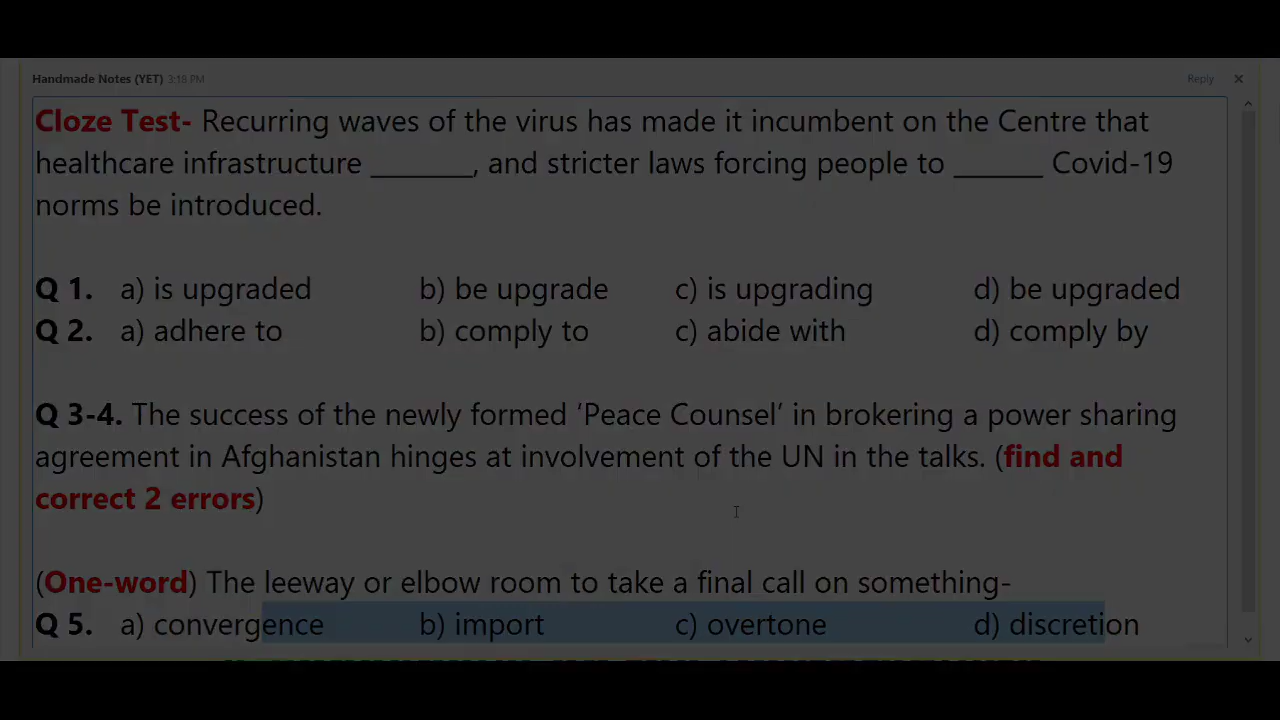 Handmade Notes (YET) 3:18 PM Reply
Cloze Test- Recurring waves of the virus has made it incumbent on the Centre that
healthcare infrastructure _______, and stricter laws forcing people to ______ Covid-19
norms be introduced.
Q 1. a) is upgraded b) be upgrade c) is upgrading d) be upgraded
Q 2. a) adhere to b) comply to c) abide with d) comply by
Q 3-4. The success of the newly formed ‘Peace Counsel’ in brokering a power sharing
agreement in Afghanistan hinges at involvement of the UN in the talks. (find and
correct 2 errors)
(One-word) The leeway or elbow room to take a final call on something-
Q 5. a) convergence b) import c) overtone d) discretion